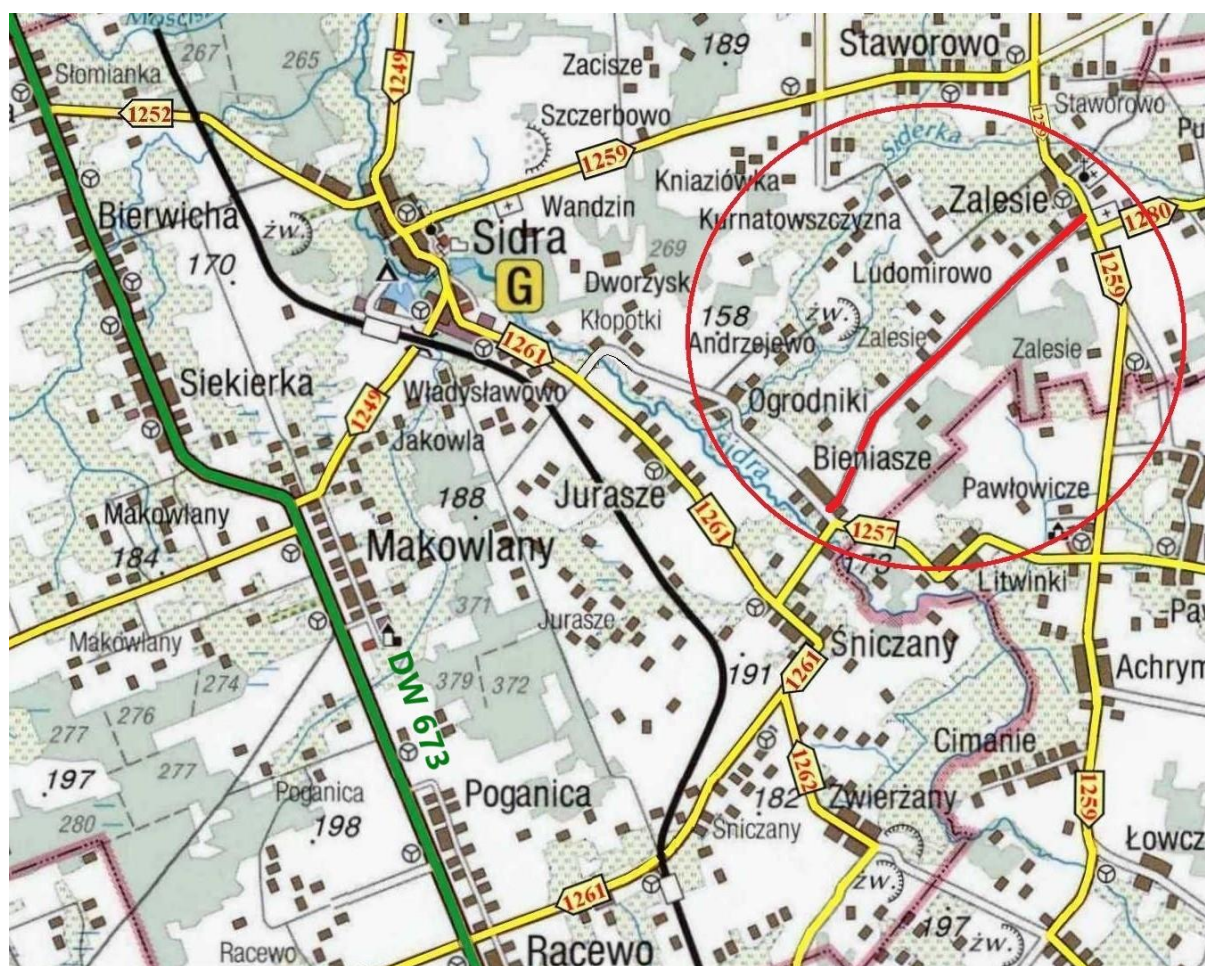 267
265
189
Staworowo
Zacisze
Słomianka
1249
1252
Szczerbowo
Staworowo
1259
1259
Siderka
Kniaziówka
Zalesie
Bierwicha
Wandzin
Kurnatowszczyzna
1280
żw.
Sidra
269
170
Ludomirowo
1259
Dworzysk
G
Kłopotki
158
żw.
Andrzejewo
Zalesie
Zalesie
1261
Siekierka
Władysławowo
Ogrodniki
1249
Jakowla
Sidra
Bieniasze
188
Jurasze
Pawłowicze
Makowlany
1261
1257
184
Makowlany
173
Litwinki
371
Jurasze
Makowlany
Śniczany
DW 673
379
372
191
1261
274
276
277
277
Cimanie
197
Poganica
Poganica
182
1262
Zwierżany
1259
198
280
Śniczany
żw.
1261
197
żw.
Racewo
Racewo